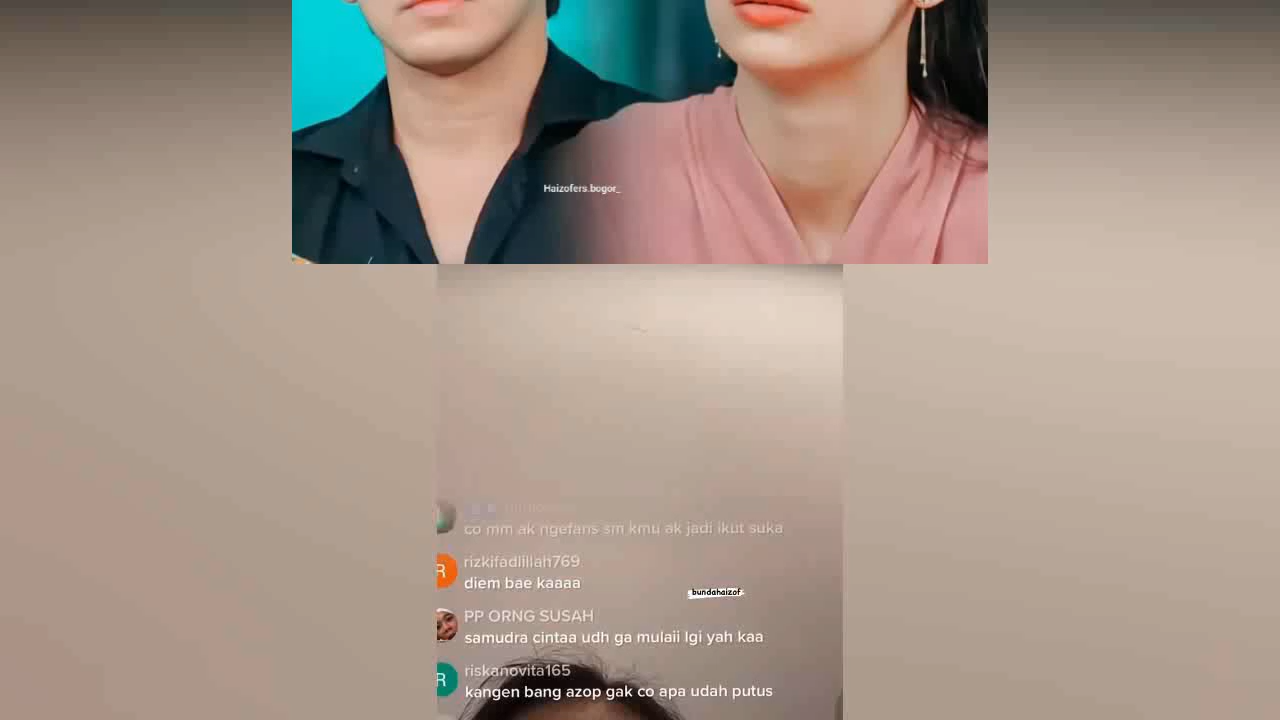 Haizofers.bogor_
co mm ak ngefans sm kmu ak jadi ikut suka
rizkifadlillah769
diem bae kaaaa
bundahaizof
PP ORNG SUSAH
samudra cintaa udh ga mulaii lgi yah kaa
riskanovita165
kangen bang azop gak co apa udah putus